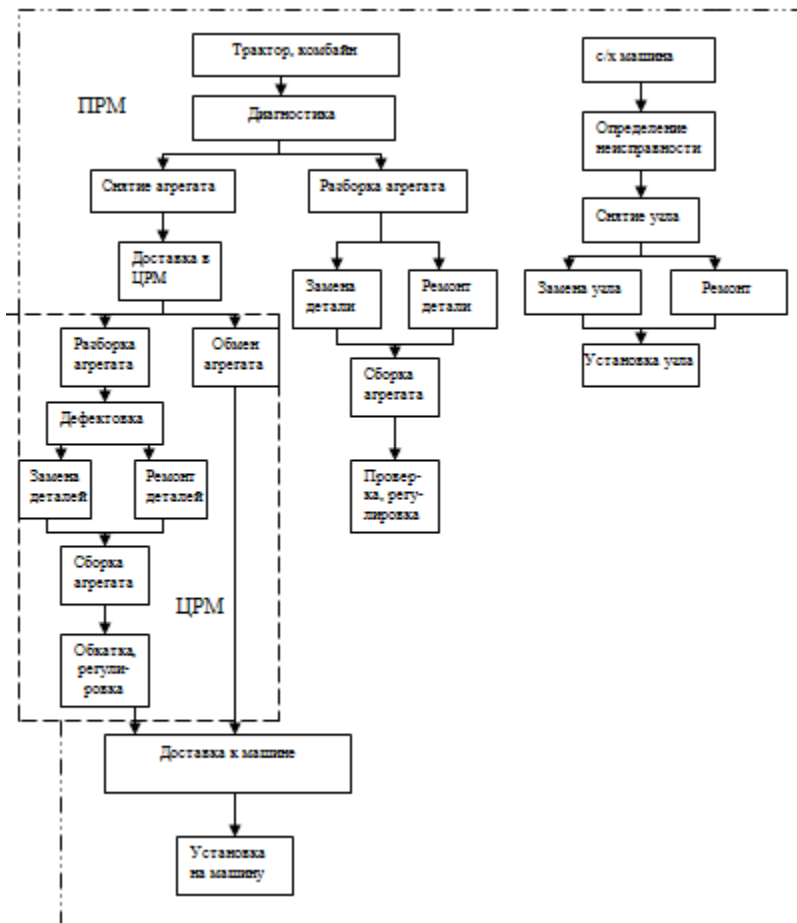 Трактор, комбайн
с/х машина
ПРМ
Диагностика
Определение
неисправности
Снятие агрегата
Разборка агрегата
Снятие узла
Доставка в
ЦРМ
Замена
детали
Ремонт
детали
Замена узла
Ремонт
Разборка
агрегата
Обмен
агрегата
Сборка
агрегата
Установка узла
Дефектовка
Замена
деталей
Ремонт
деталей
Провер-
ка, регу-
лировка
Сборка
агрегата
ЦРМ
Обкатка,
регули-
ровка
Доставка к машине
Установка
на машину